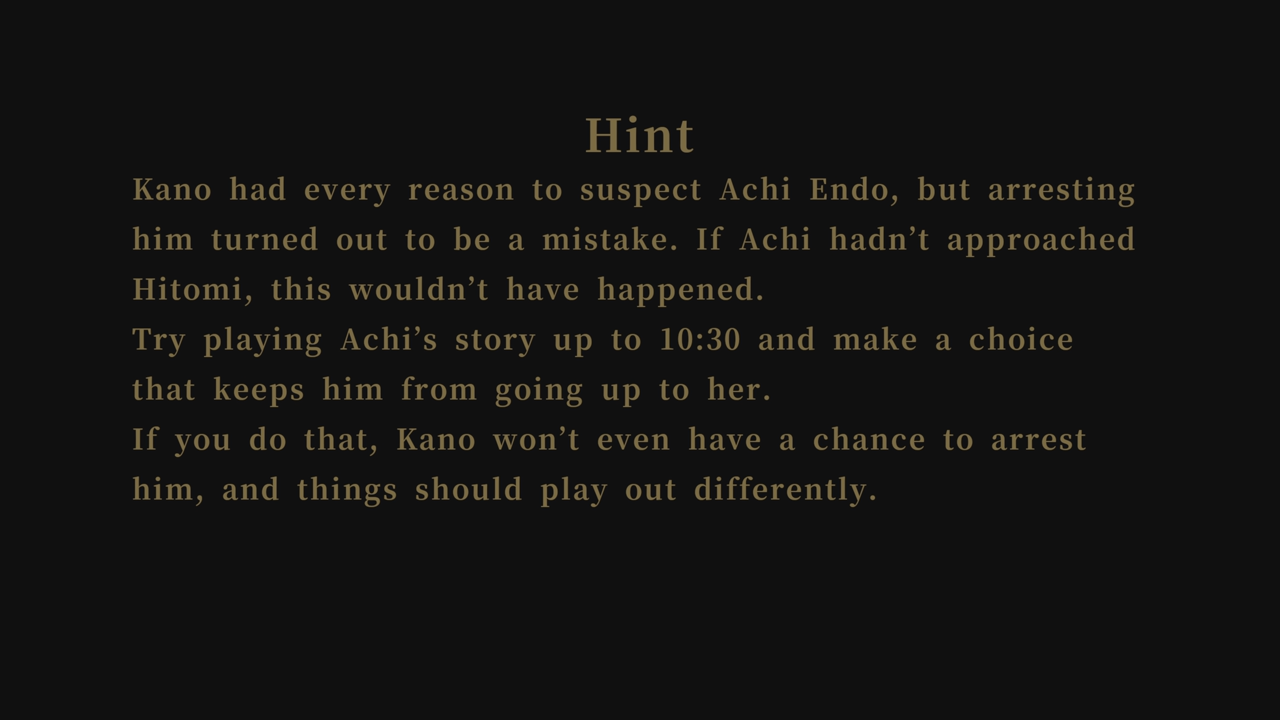 Hint
Kano had every reason to suspect Achi Endo, but arresting
him turned out to be a mistake. If Achi hadn’t approached
Hitomi, this wouldn’t have happened.
Try playing Achi’s story up to 10:30 and make a choice
that keeps him from going up to her.
If you do that, Kano won’t even have a chance to arrest
him, and things should play out differently.